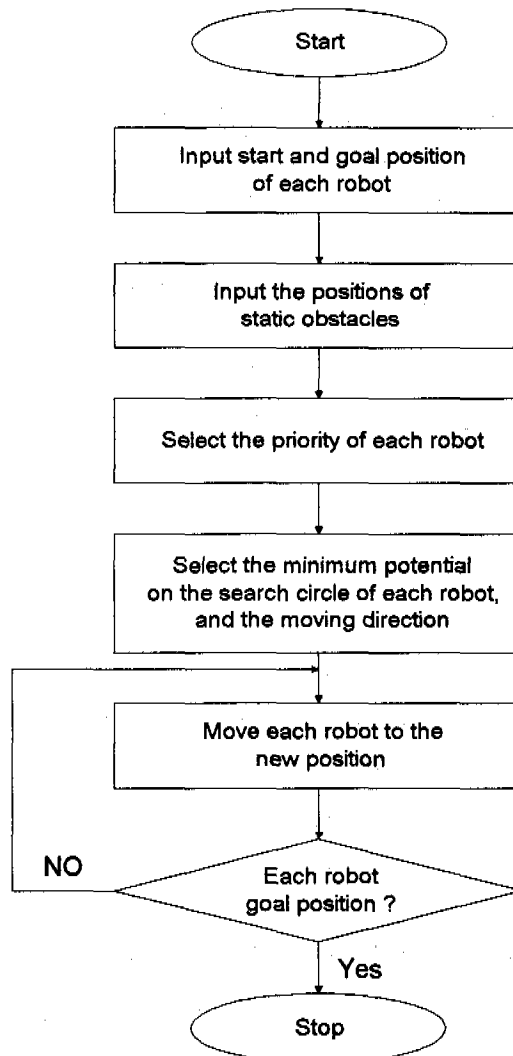 Start
Input start and goal position
of each robot
Input the positions of
static obstacles
Select the priority of each robot
Select the minimum potential
on the search circle of each robot,
and the moving direction
Move each robot to the
new position
NO
Each robot
goal position ?
Yes
Stop